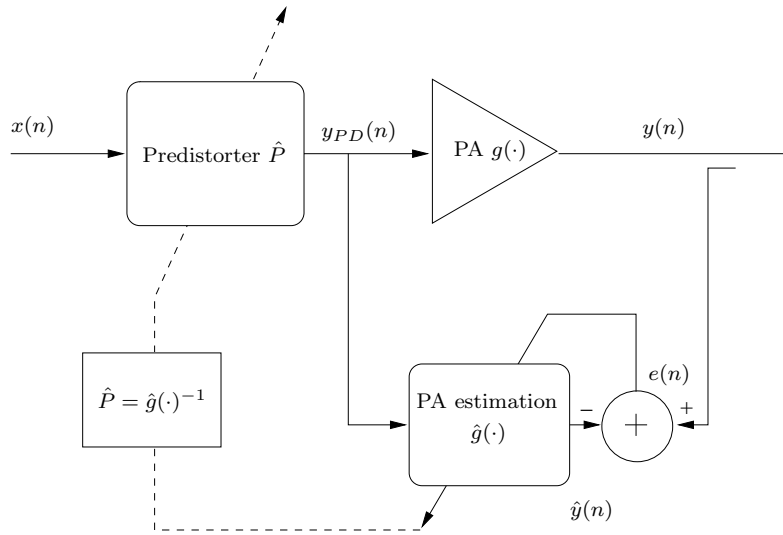 x(n)
Predistorter P̂
y_{PD}(n)
PA g(·)
y(n)
P̂ = ĝ(·)^{-1}
PA estimation
ĝ(·)
e(n)
−
+
+
ŷ(n)